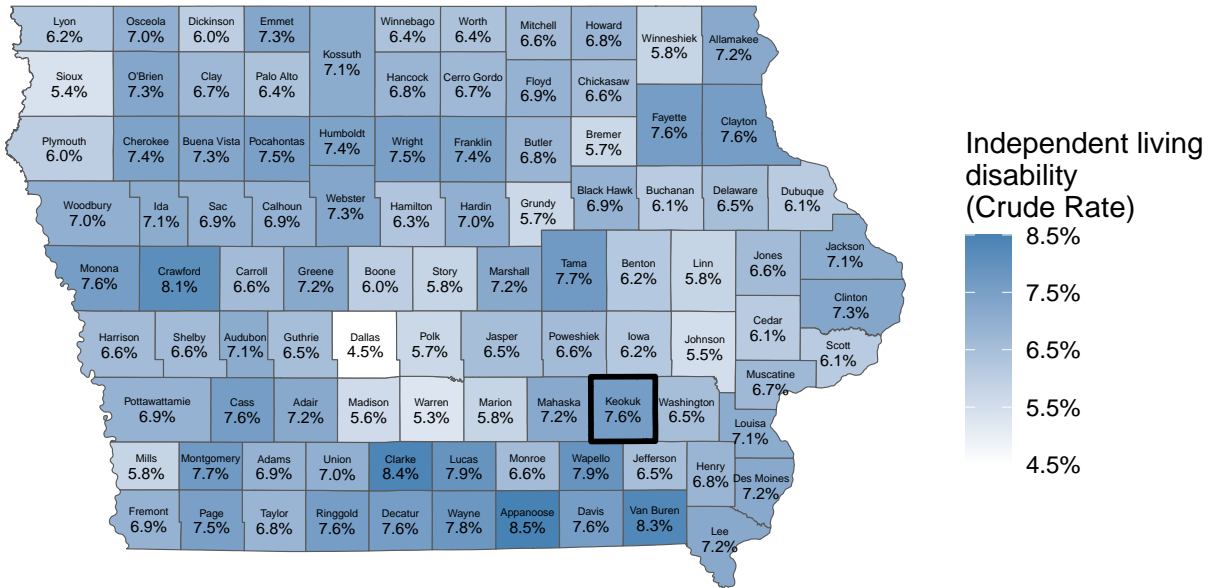 Lyon Osceola Dickinson Emmet Winnebago Worth Mitchell Howard Winneshiek Allamakee
6.2% 7.0% 6.0% 7.3% 6.4% 6.4% 6.6% 6.8% 5.8% 7.2%
Kossuth
7.1%
Sioux O'Brien Clay Palo Alto Hancock Cerro Gordo Floyd Chickasaw
5.4% 7.3% 6.7% 6.4% 6.8% 6.7% 6.9% 6.6%
Fayette Clayton
7.6% 7.6%
Plymouth Cherokee Buena Vista Pocahontas Humboldt Wright Franklin Butler Bremer
6.0% 7.4% 7.3% 7.5% 7.4% 7.5% 7.4% 6.8% 5.7%
Woodbury Ida Sac Calhoun Webster Hamilton Hardin Grundy Black Hawk Buchanan Delaware Dubuque
7.0% 7.1% 6.9% 6.9% 7.3% 6.3% 7.0% 5.7% 6.9% 6.1% 6.5% 6.1%
Monona Crawford Carroll Greene Boone Story Marshall Tama Benton Linn Jones Jackson
7.6% 8.1% 6.6% 7.2% 6.0% 5.8% 7.2% 7.7% 6.2% 5.8% 6.6% 7.1%
Clinton
7.3%
Harrison Shelby Audubon Guthrie Dallas Polk Jasper Poweshiek Iowa Johnson Cedar Scott
6.6% 6.6% 7.1% 6.5% 4.5% 5.7% 6.5% 6.6% 6.2% 5.5% 6.1% 6.1%
Muscatine
6.7%
Pottawattamie Cass Adair Madison Warren Marion Mahaska Keokuk Washington
6.9% 7.6% 7.2% 5.6% 5.3% 5.8% 7.2% 7.6% 6.5%
Louisa
7.1%
Mills Montgomery Adams Union Clarke Lucas Monroe Wapello Jefferson Henry Des Moines
5.8% 7.7% 6.9% 7.0% 8.4% 7.9% 6.6% 7.9% 6.5% 6.8% 7.2%
Fremont Page Taylor Ringgold Decatur Wayne Appanoose Davis Van Buren
6.9% 7.5% 6.8% 7.6% 7.6% 7.8% 8.5% 7.6% 8.3%
Lee
7.2%
Independent living
disability
(Crude Rate)
8.5%
7.5%
6.5%
5.5%
4.5%